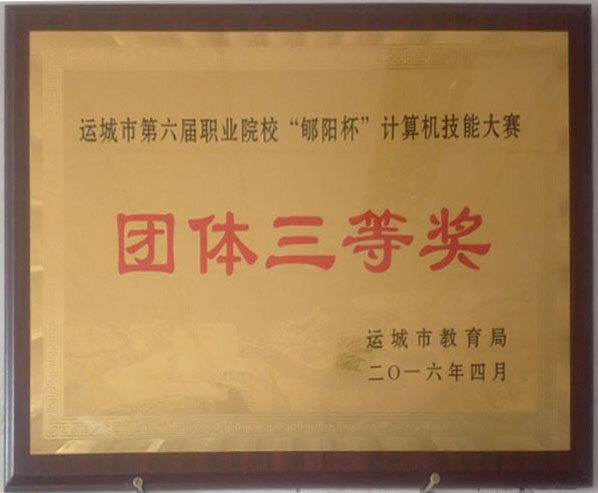 运城市第六届职业院校“郇阳杯”计算机技能大赛
团体三等奖
运城市教育局
二〇一六年四月